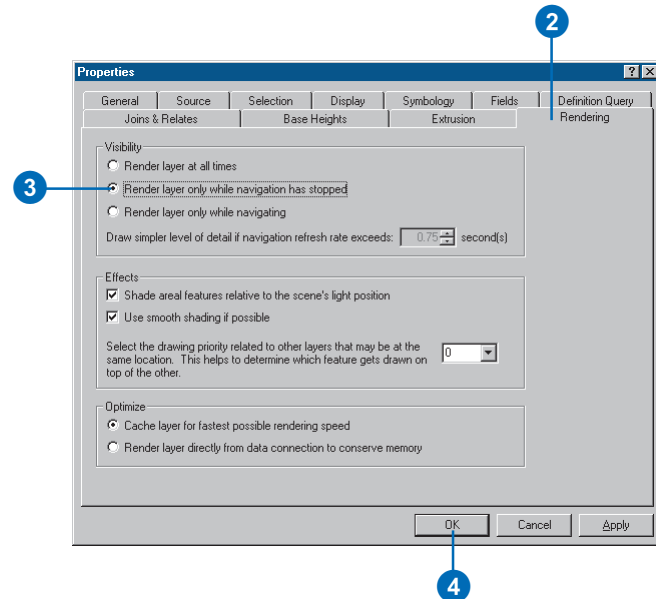 2
Properties
General Source Selection Display Symbology Fields Definition Query
Joins & Relates Base Heights Extrusion Rendering
Visibility
Render layer at all times
3
Render layer only while navigation has stopped
Render layer only while navigating
Draw simpler level of detail if navigation refresh rate exceeds: 0.75 second(s)
Effects
Shade areal features relative to the scene's light position
Use smooth shading if possible
Select the drawing priority related to other layers that may be at the
same location. This helps to determine which feature gets drawn on
top of the other.
0
Optimize
Cache layer for fastest possible rendering speed
Render layer directly from data connection to conserve memory
OK Cancel Apply
4